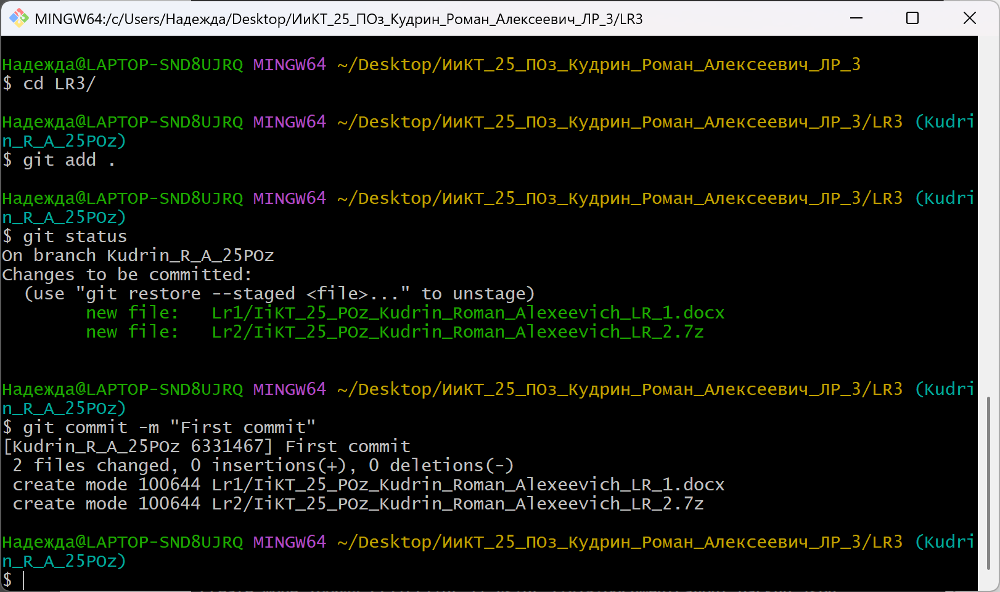 MINGW64:/c/Users/Надежда/Desktop/ИиКТ_25_ПОз_Кудрин_Роман_Алексеевич_ЛР_3/LR3
Надежда@LAPTOP-SND8UJRQ MINGW64 ~/Desktop/ИиКТ_25_ПОз_Кудрин_Роман_Алексеевич_ЛР_3
$ cd LR3/
Надежда@LAPTOP-SND8UJRQ MINGW64 ~/Desktop/ИиКТ_25_ПОз_Кудрин_Роман_Алексеевич_ЛР_3/LR3 (Kudri
n_R_A_25POz)
$ git add .
Надежда@LAPTOP-SND8UJRQ MINGW64 ~/Desktop/ИиКТ_25_ПОз_Кудрин_Роман_Алексеевич_ЛР_3/LR3 (Kudri
n_R_A_25POz)
$ git status
On branch Kudrin_R_A_25POz
Changes to be committed:
  (use "git restore --staged <file>..." to unstage)
        new file:   Lr1/IiKT_25_POz_Kudrin_Roman_Alexeevich_LR_1.docx
        new file:   Lr2/IiKT_25_POz_Kudrin_Roman_Alexeevich_LR_2.7z
Надежда@LAPTOP-SND8UJRQ MINGW64 ~/Desktop/ИиКТ_25_ПОз_Кудрин_Роман_Алексеевич_ЛР_3/LR3 (Kudri
n_R_A_25POz)
$ git commit -m "First commit"
[Kudrin_R_A_25POz 6331467] First commit
 2 files changed, 0 insertions(+), 0 deletions(-)
 create mode 100644 Lr1/IiKT_25_POz_Kudrin_Roman_Alexeevich_LR_1.docx
 create mode 100644 Lr2/IiKT_25_POz_Kudrin_Roman_Alexeevich_LR_2.7z
Надежда@LAPTOP-SND8UJRQ MINGW64 ~/Desktop/ИиКТ_25_ПОз_Кудрин_Роман_Алексеевич_ЛР_3/LR3 (Kudri
n_R_A_25POz)
$